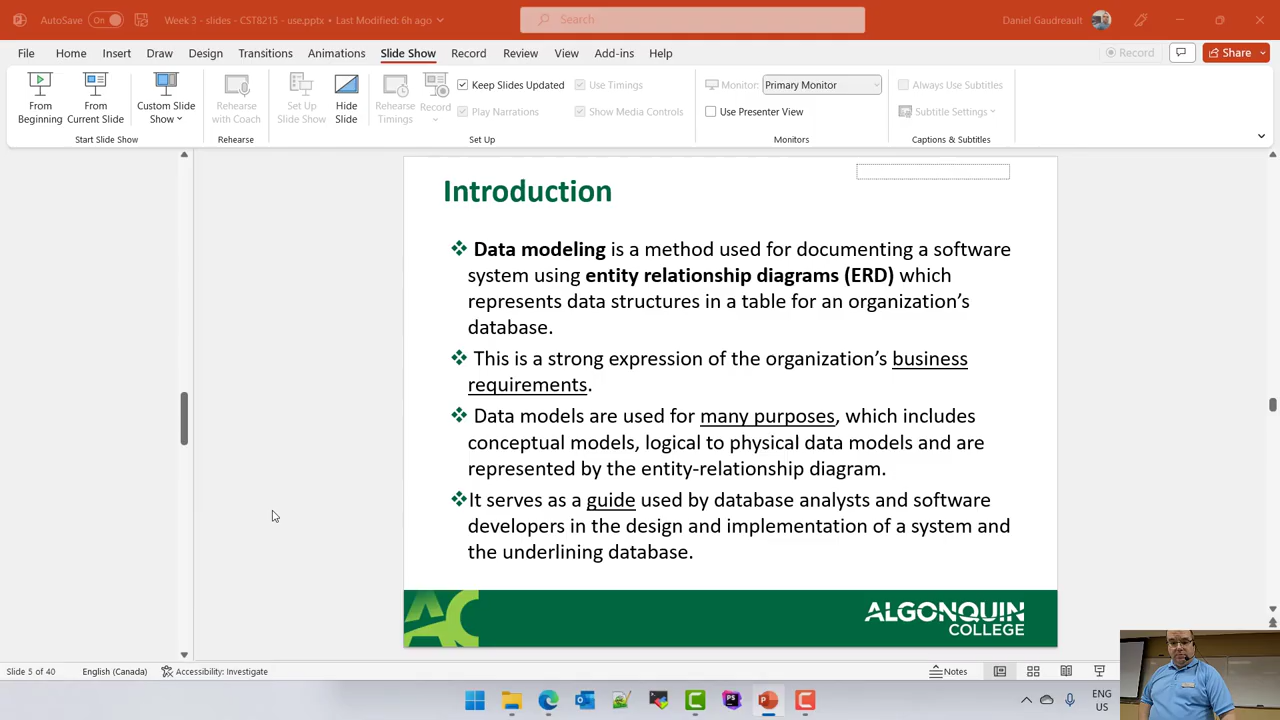 AutoSave On Week 3 - slides - CST8215 - use.pptx • Last Modified: 6h ago Search Daniel Gaudreault
File Home Insert Draw Design Transitions Animations Slide Show Record Review View Add-ins Help Record Share
From Beginning
From Current Slide
Custom Slide Show
Start Slide Show
Rehearse with Coach
Rehearse
Set Up Slide Show
Hide Slide
Rehearse Timings
Record
Keep Slides Updated
Play Narrations
Use Timings
Show Media Controls
Set Up
Monitor: Primary Monitor
Use Presenter View
Monitors
Always Use Subtitles
Subtitle Settings
Captions & Subtitles
Introduction
❖ Data modeling is a method used for documenting a software
system using entity relationship diagrams (ERD) which
represents data structures in a table for an organization's
database.
❖ This is a strong expression of the organization's business
requirements.
❖ Data models are used for many purposes, which includes
conceptual models, logical to physical data models and are
represented by the entity-relationship diagram.
❖It serves as a guide used by database analysts and software
developers in the design and implementation of a system and
the underlining database.
AC
ALGONQUIN
COLLEGE
Slide 5 of 40 English (Canada) Accessibility: Investigate Notes
PS
ENG
US